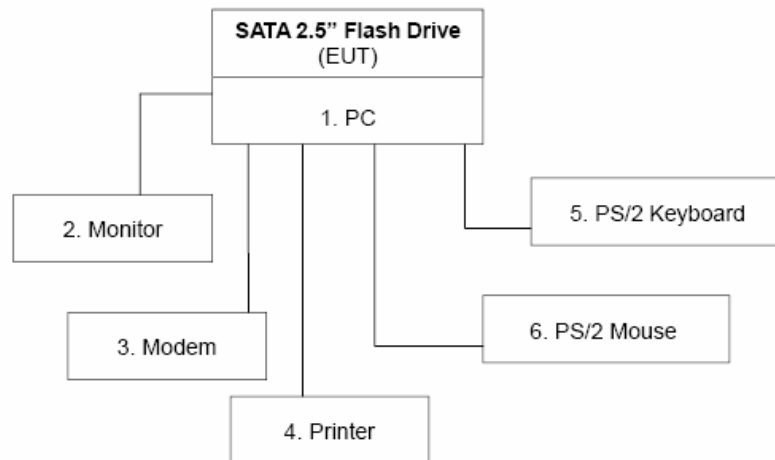 SATA 2.5” Flash Drive
(EUT)
1. PC
2. Monitor
5. PS/2 Keyboard
3. Modem
6. PS/2 Mouse
4. Printer